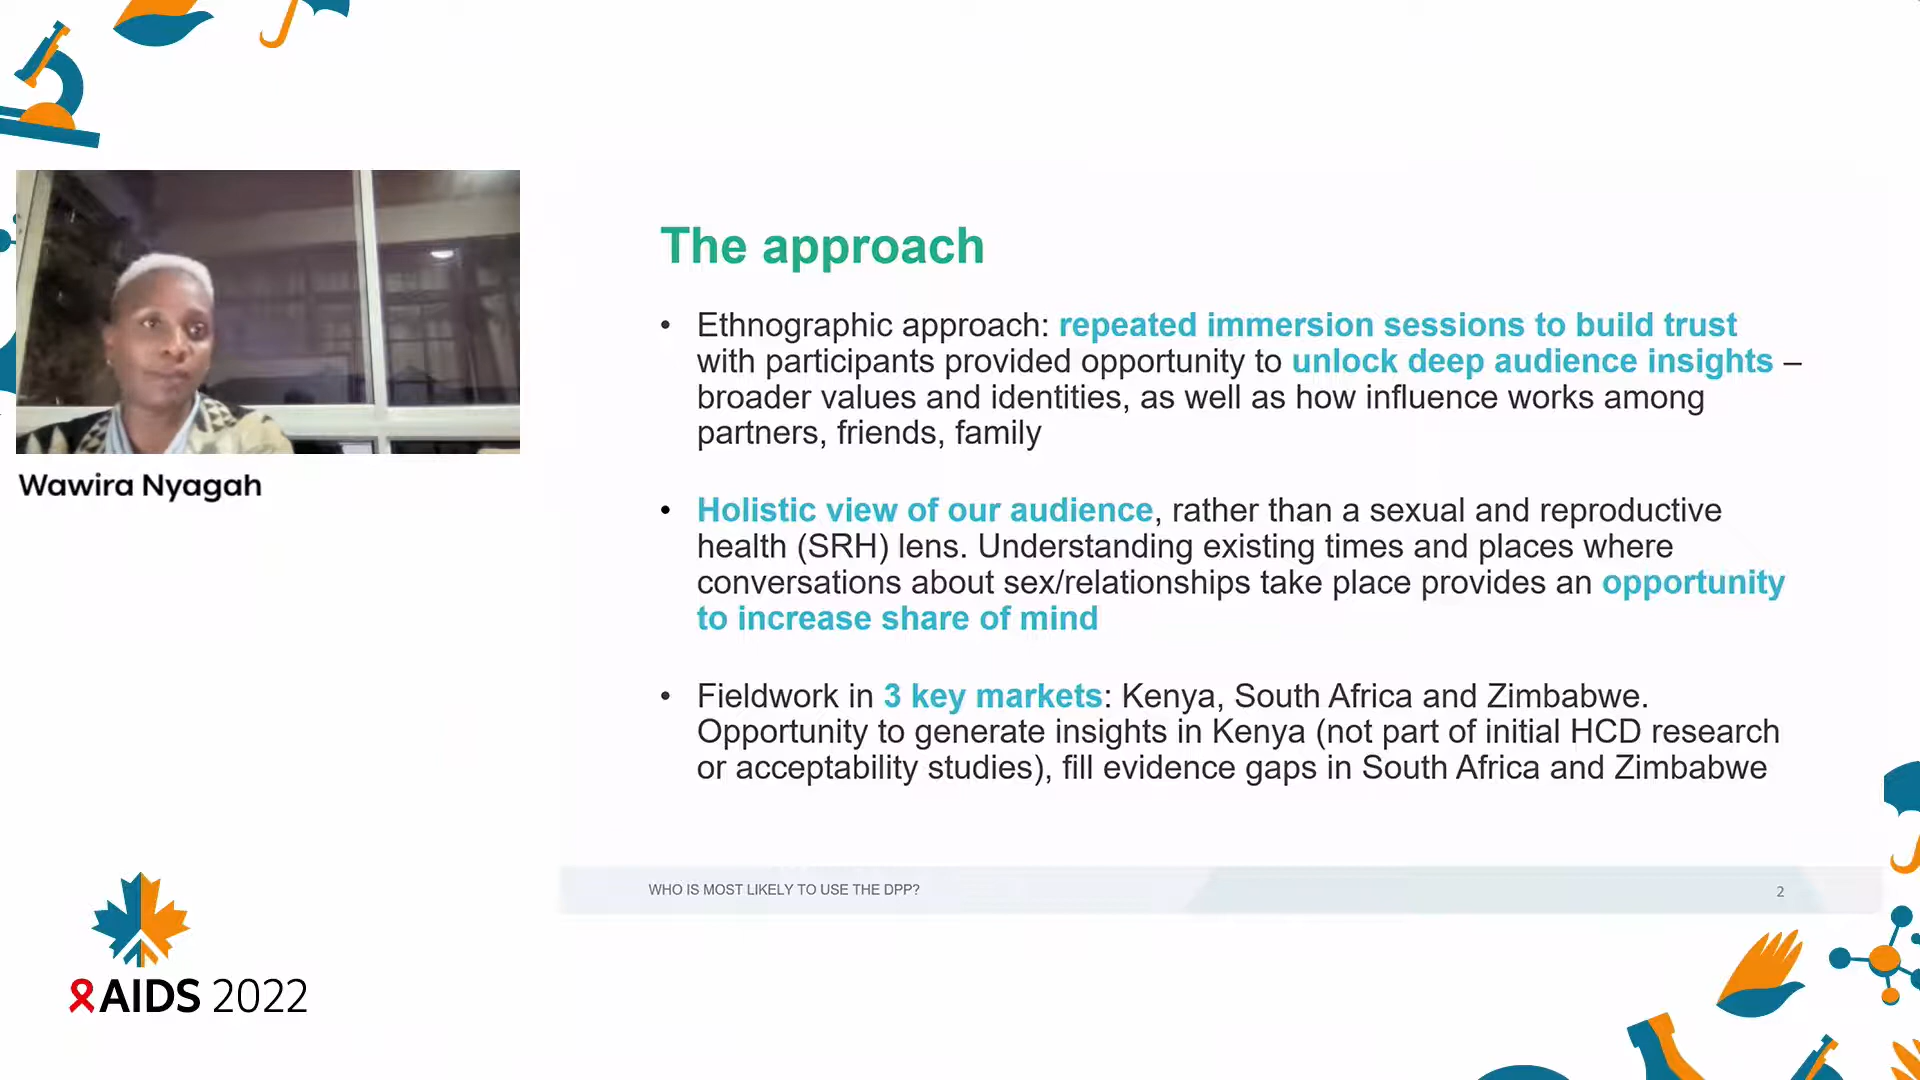 The approach
• Ethnographic approach: repeated immersion sessions to build trust
with participants provided opportunity to unlock deep audience insights –
broader values and identities, as well as how influence works among
partners, friends, family
• Holistic view of our audience, rather than a sexual and reproductive
health (SRH) lens. Understanding existing times and places where
conversations about sex/relationships take place provides an opportunity
to increase share of mind
• Fieldwork in 3 key markets: Kenya, South Africa and Zimbabwe.
Opportunity to generate insights in Kenya (not part of initial HCD research
or acceptability studies), fill evidence gaps in South Africa and Zimbabwe
WHO IS MOST LIKELY TO USE THE DPP?
2
Wawira Nyagah
AIDS 2022